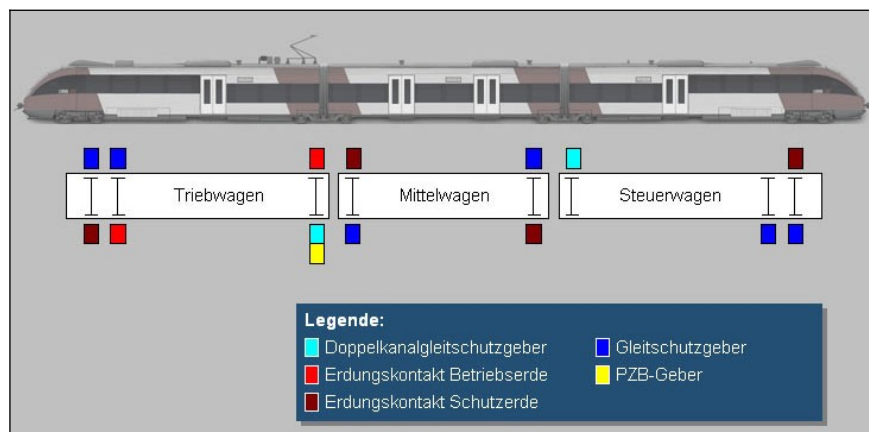 Triebwagen Mittelwagen Steuerwagen
Legende:
Doppelkanalgleitschutzgeber Gleitschutzgeber
Erdungskontakt Betriebserde PZB-Geber
Erdungskontakt Schutzerde